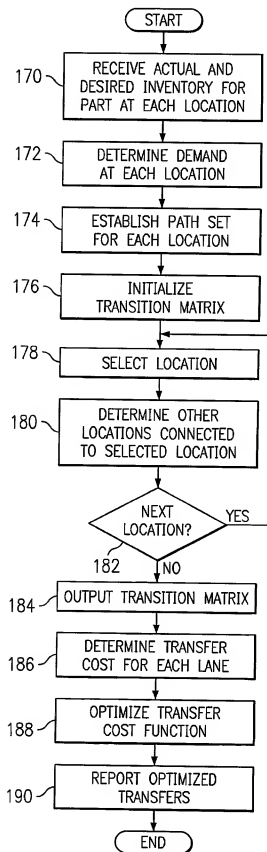 START
170
RECEIVE ACTUAL AND
DESIRED INVENTORY FOR
PART AT EACH LOCATION
172
DETERMINE DEMAND
AT EACH LOCATION
174
ESTABLISH PATH SET
FOR EACH LOCATION
176
INITIALIZE
TRANSITION MATRIX
178
SELECT LOCATION
180
DETERMINE OTHER
LOCATIONS CONNECTED
TO SELECTED LOCATION
NEXT
LOCATION?
YES
182
NO
184
OUTPUT TRANSITION MATRIX
186
DETERMINE TRANSFER
COST FOR EACH LANE
188
OPTIMIZE TRANSFER
COST FUNCTION
190
REPORT OPTIMIZED
TRANSFERS
END